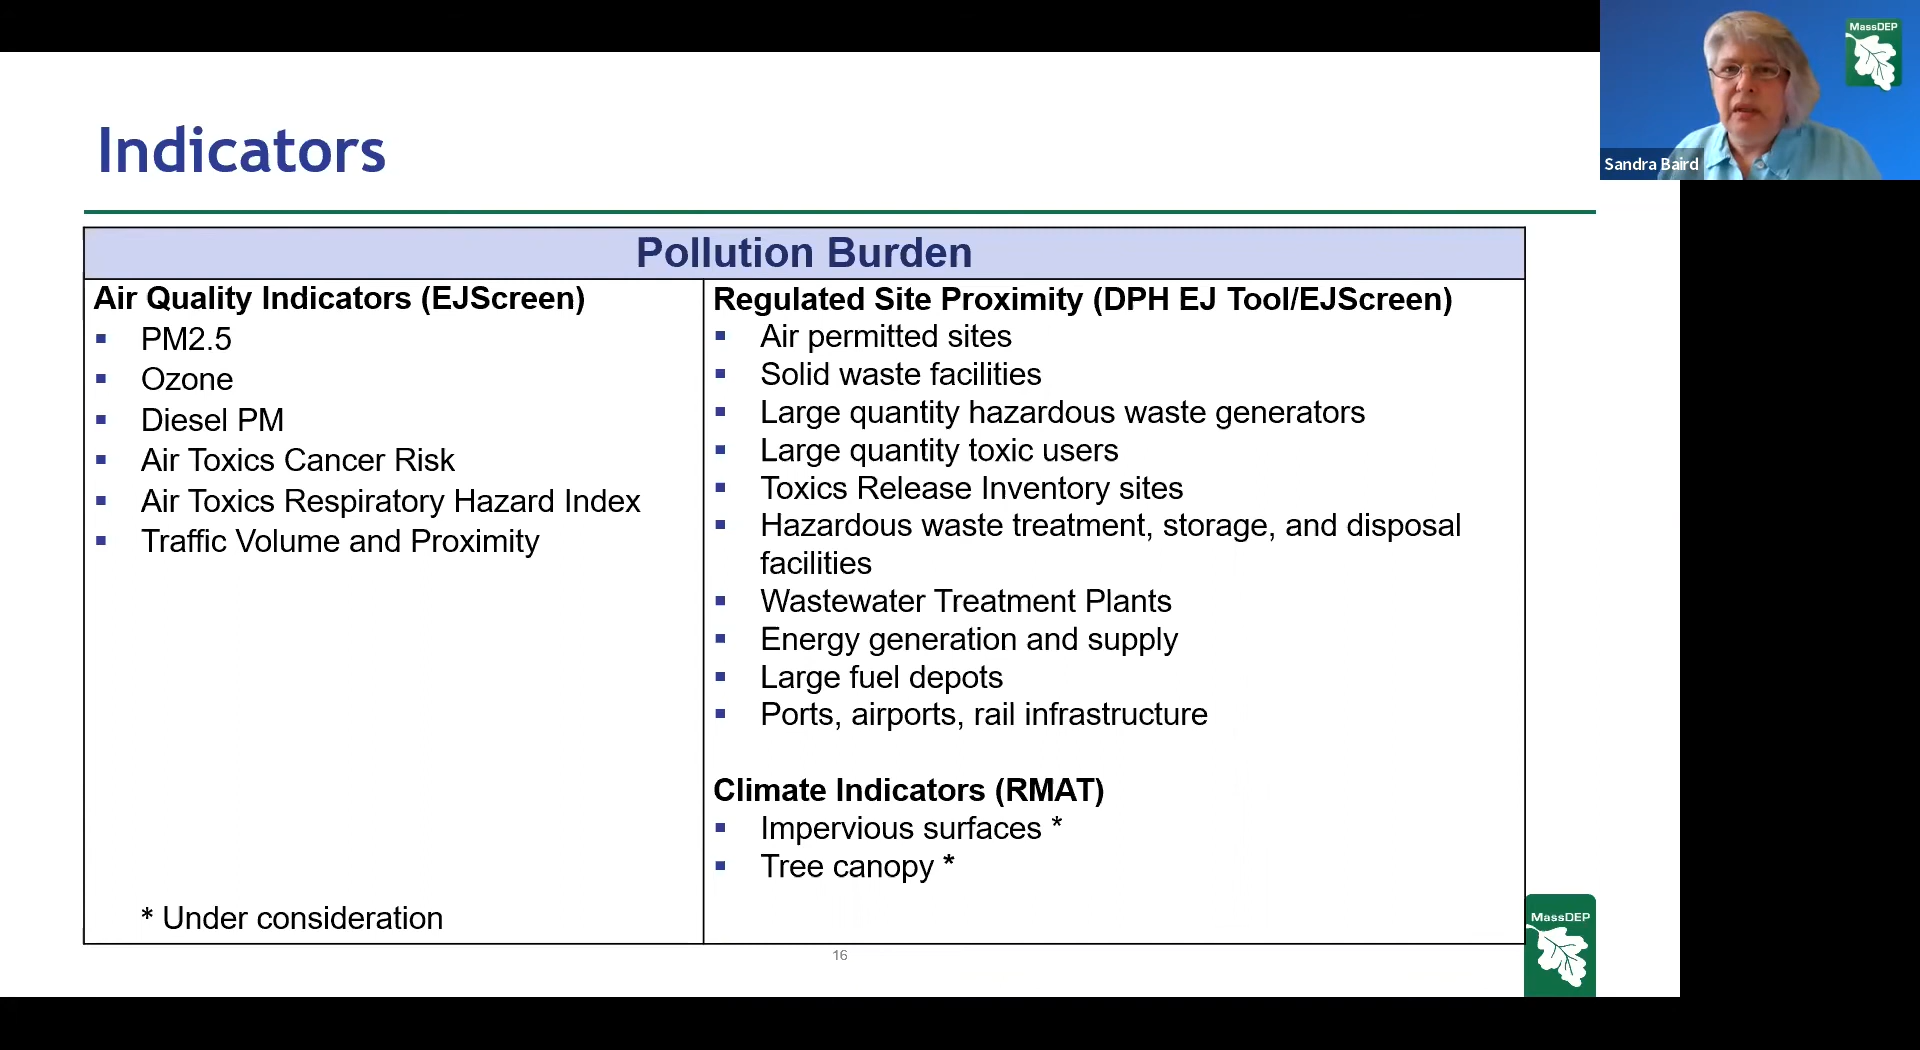 MassDEP
Sandra Baird
Indicators
Pollution Burden
Air Quality Indicators (EJScreen)
▪ PM2.5
▪ Ozone
▪ Diesel PM
▪ Air Toxics Cancer Risk
▪ Air Toxics Respiratory Hazard Index
▪ Traffic Volume and Proximity
* Under consideration
Regulated Site Proximity (DPH EJ Tool/EJScreen)
▪ Air permitted sites
▪ Solid waste facilities
▪ Large quantity hazardous waste generators
▪ Large quantity toxic users
▪ Toxics Release Inventory sites
▪ Hazardous waste treatment, storage, and disposal
facilities
▪ Wastewater Treatment Plants
▪ Energy generation and supply
▪ Large fuel depots
▪ Ports, airports, rail infrastructure
Climate Indicators (RMAT)
▪ Impervious surfaces *
▪ Tree canopy *
MassDEP
16